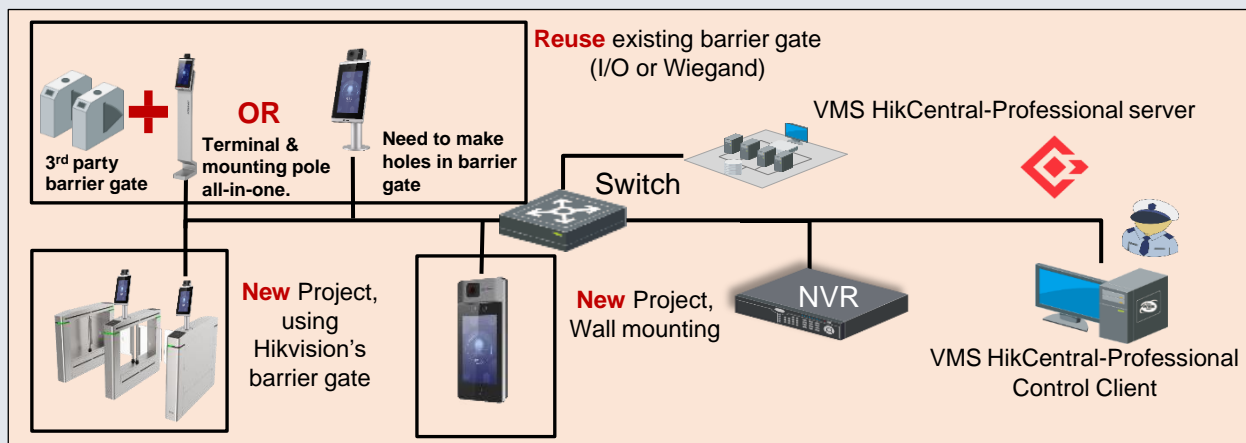 Reuse existing barrier gate
(I/O or Wiegand)
3rd party
barrier gate
OR
Terminal &
mounting pole
all-in-one.
Need to make
holes in barrier
gate
VMS HikCentral-Professional server
Switch
New Project,
using
Hikvision's
barrier gate
New Project,
Wall mounting
NVR
VMS HikCentral-Professional
Control Client